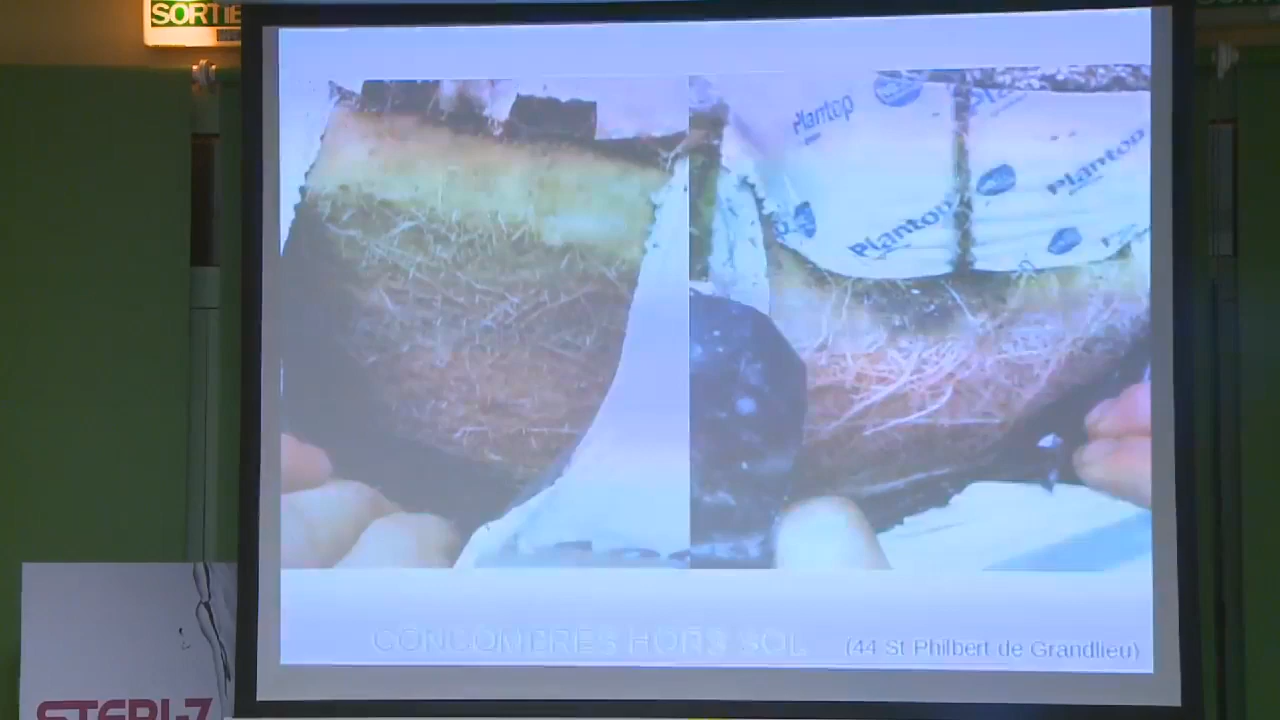 SORTIE
Plantop
Plantop
Plantop
CONCOMBRES HORS SOL
(44 St Philbert de Grandlieu)
STERI-7